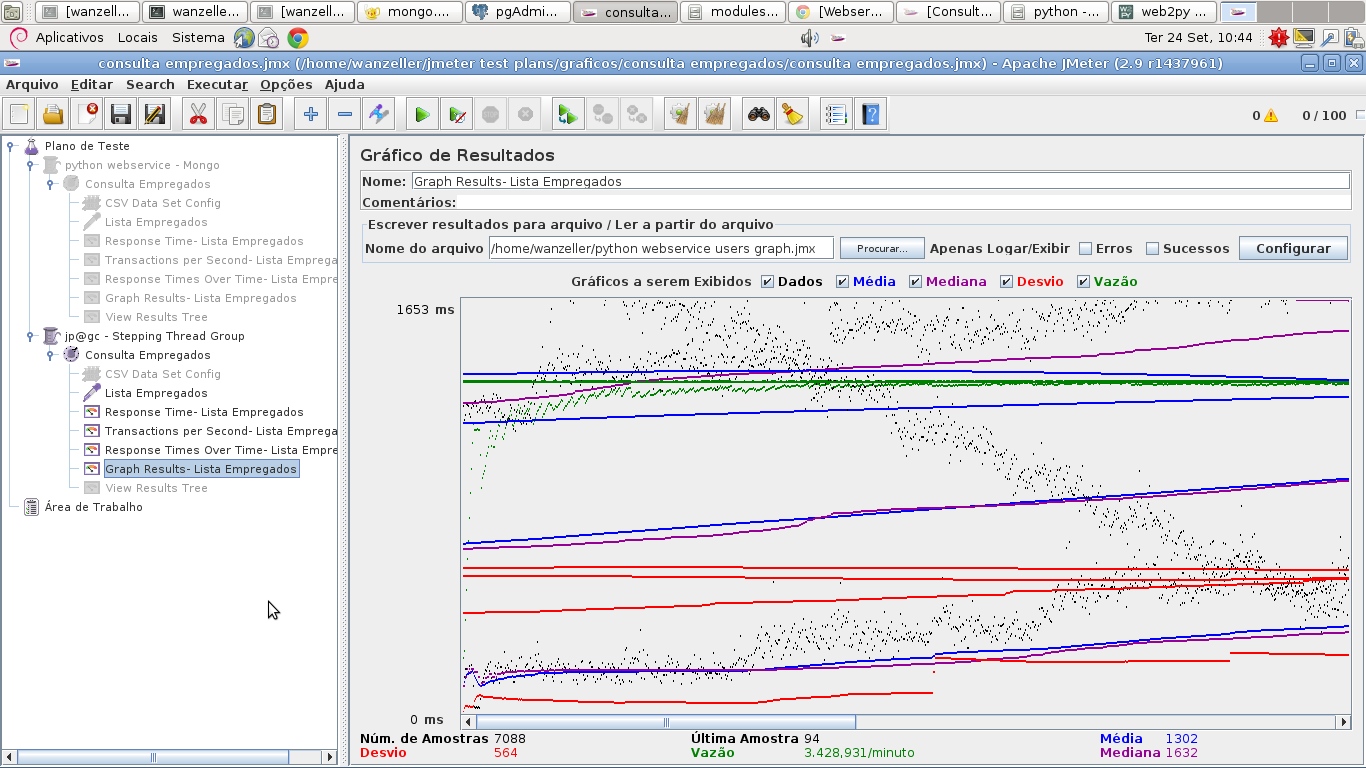 [wanzell... wanzelle... [wanzell... mongo.... pgAdmi... consulta... modules... [Webser... [Consult... python -... web2py ...
Aplicativos Locais Sistema Ter 24 Set, 10:44
consulta empregados.jmx (/home/wanzeller/jmeter test plans/graficos/consulta empregados/consulta empregados.jmx) - Apache JMeter (2.9 r1437961)
Arquivo Editar Search Executar Opções Ajuda
0 0 / 100
Plano de Teste
python webservice - Mongo
Consulta Empregados
CSV Data Set Config
Lista Empregados
Response Time- Lista Empregados
Transactions per Second- Lista Emprega
Response Times Over Time- Lista Empre
Graph Results- Lista Empregados
View Results Tree
jp@gc - Stepping Thread Group
Consulta Empregados
CSV Data Set Config
Lista Empregados
Response Time- Lista Empregados
Transactions per Second- Lista Emprega
Response Times Over Time- Lista Empre
Graph Results- Lista Empregados
View Results Tree
Área de Trabalho
Gráfico de Resultados
Nome: Graph Results- Lista Empregados
Comentários:
Escrever resultados para arquivo / Ler a partir do arquivo
Nome do arquivo /home/wanzeller/python webservice users graph.jmx Procurar... Apenas Logar/Exibir Erros Sucessos Configurar
Gráficos a serem Exibidos Dados Média Mediana Desvio Vazão
1653 ms
0 ms
Núm. de Amostras 7088 Última Amostra 94 Média 1302
Desvio 564 Vazão 3.428,931/minuto Mediana 1632